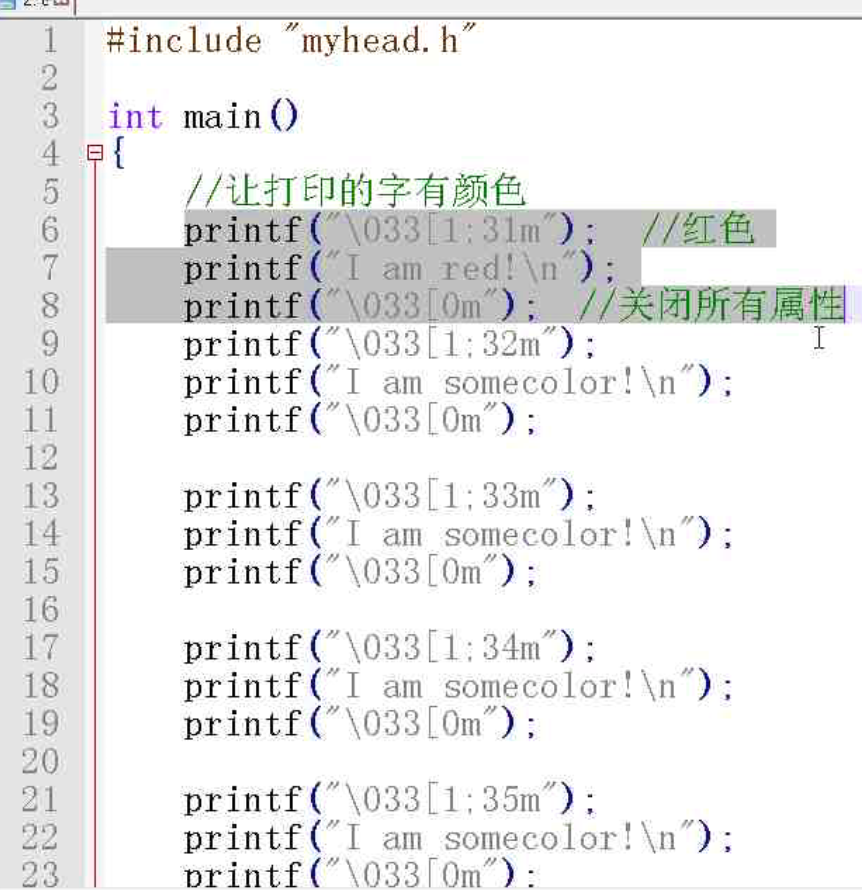 1 #include "myhead.h"
2
3 int main()
4 {
5 //让打印的字有颜色
6 printf("\033[1;31m"); //红色
7 printf("I am red!\n");
8 printf("\033[0m"); //关闭所有属性
9 printf("\033[1;32m");
10 printf("I am somecolor!\n");
11 printf("\033[0m");
12
13 printf("\033[1;33m");
14 printf("I am somecolor!\n");
15 printf("\033[0m");
16
17 printf("\033[1;34m");
18 printf("I am somecolor!\n");
19 printf("\033[0m");
20
21 printf("\033[1;35m");
22 printf("I am somecolor!\n");
23 printf("\033[0m");